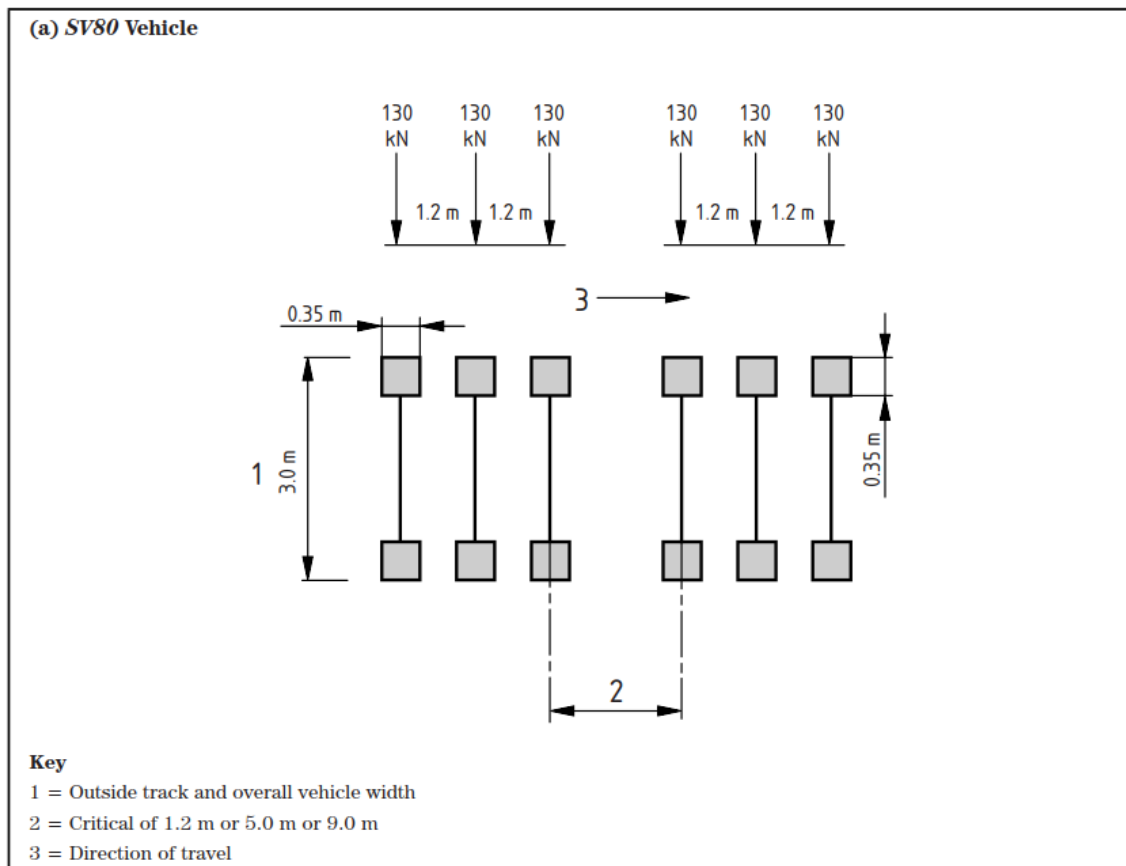 (a) SV80 Vehicle
130 130 130 130 130 130
kN kN kN kN kN kN
1.2 m 1.2 m 1.2 m 1.2 m
3
0.35 m
1
3.0 m
0.35 m
2
Key
1 = Outside track and overall vehicle width
2 = Critical of 1.2 m or 5.0 m or 9.0 m
3 = Direction of travel